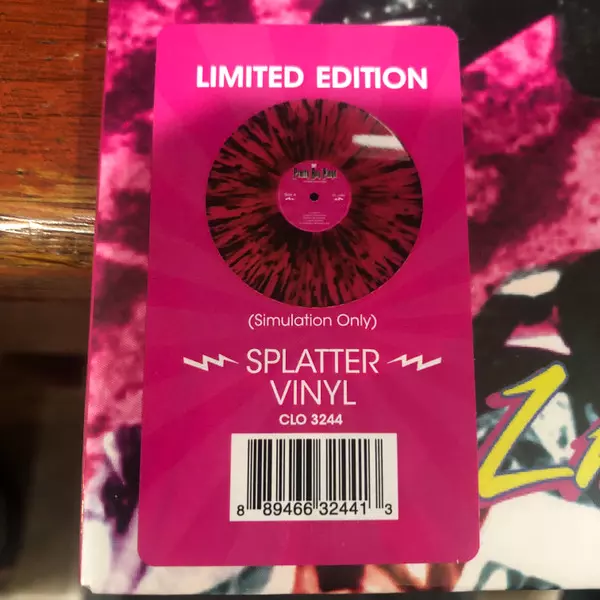 LIMITED EDITION
(Simulation Only)
SPLATTER
VINYL
CLO 3244
8 89466 32441 3